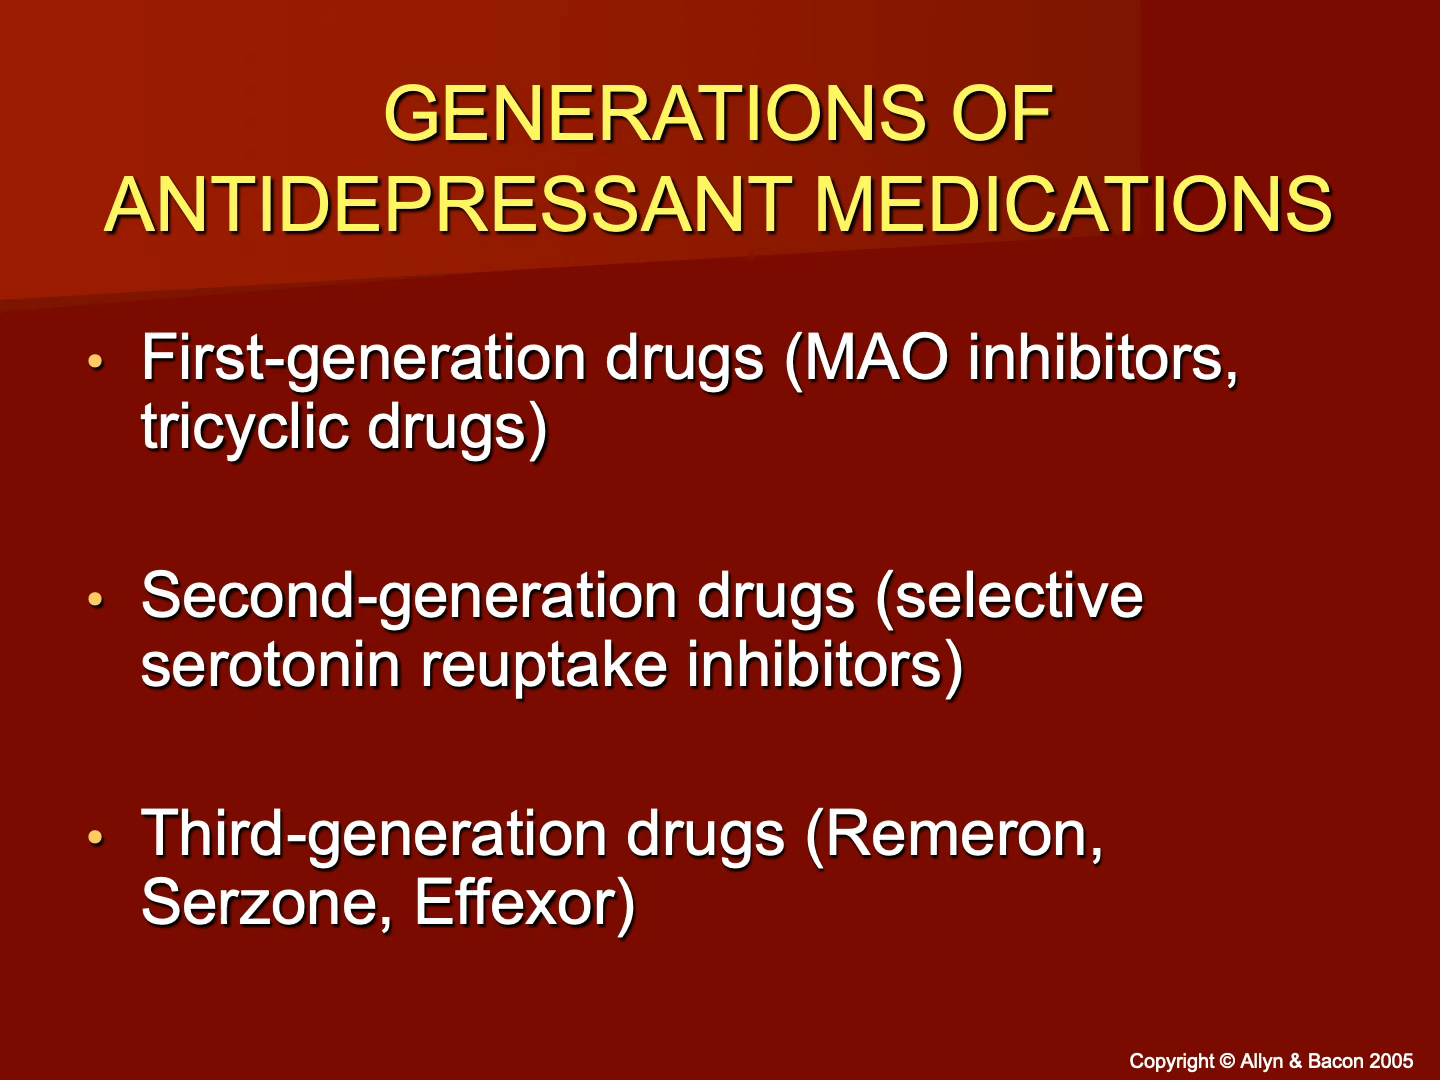 GENERATIONS OF
ANTIDEPRESSANT MEDICATIONS
• First-generation drugs (MAO inhibitors,
tricyclic drugs)
• Second-generation drugs (selective
serotonin reuptake inhibitors)
• Third-generation drugs (Remeron,
Serzone, Effexor)
Copyright © Allyn & Bacon 2005